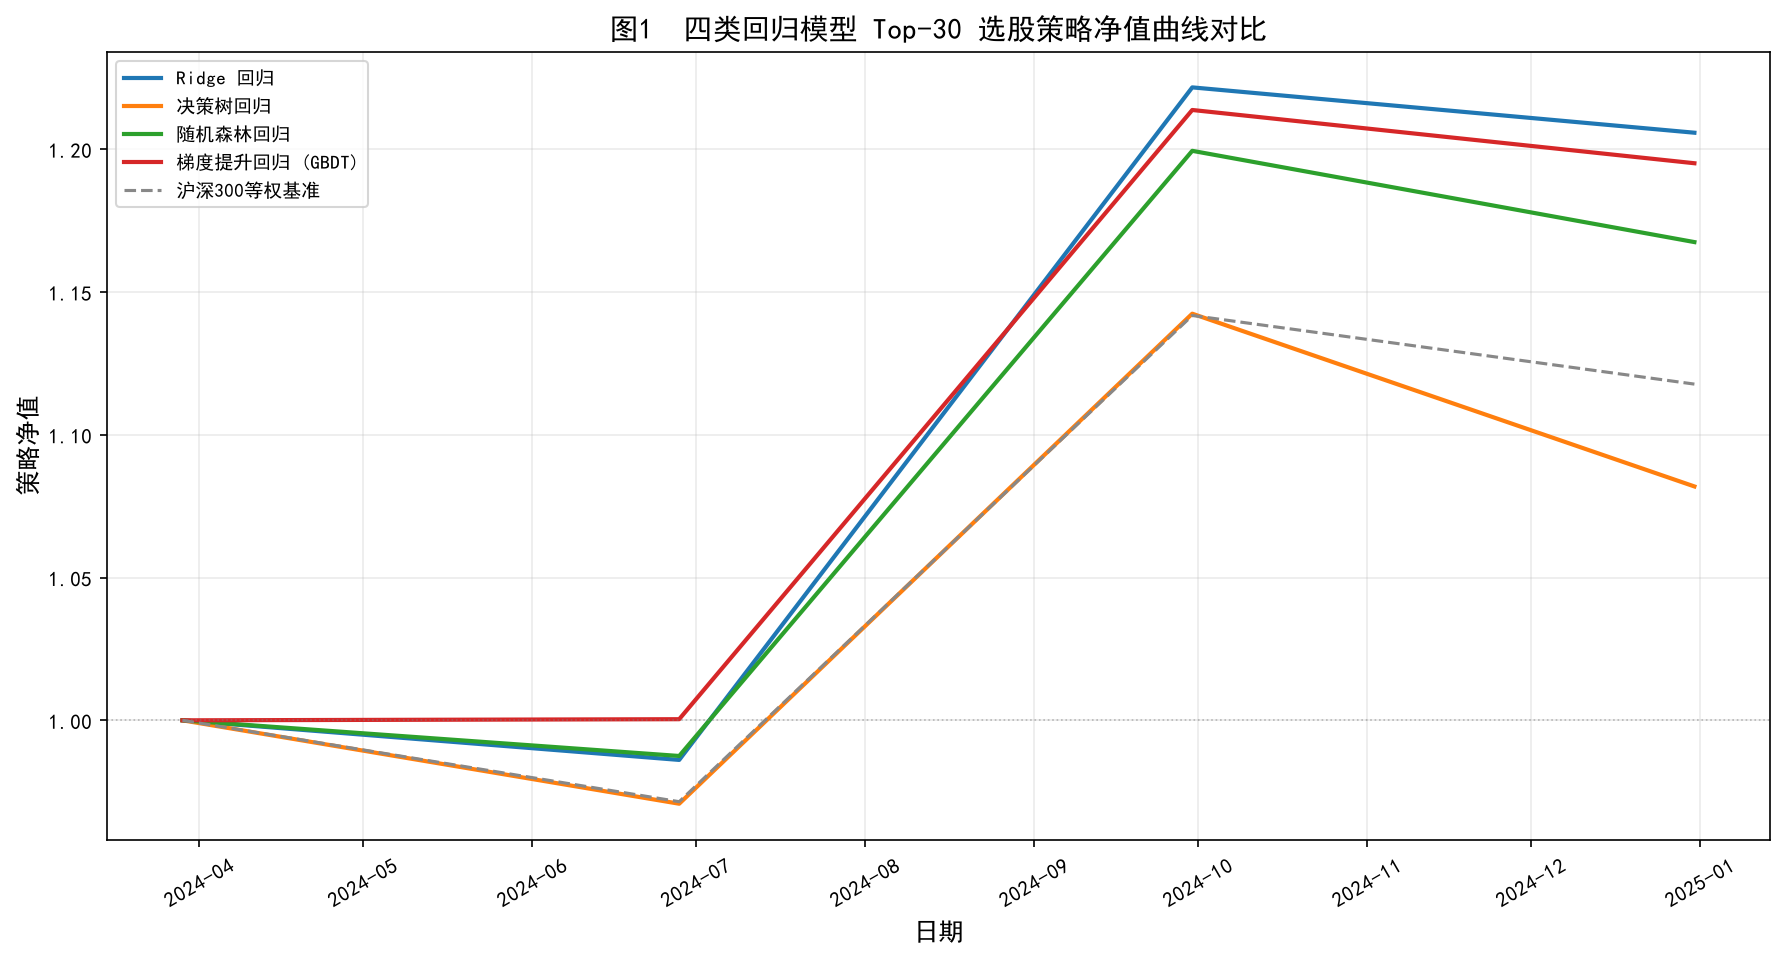 图1  四类回归模型 Top-30 选股策略净值曲线对比
Ridge 回归
决策树回归
随机森林回归
梯度提升回归 (GBDT)
沪深300等权基准
策略净值
1.20
1.15
1.10
1.05
1.00
2024-04
2024-05
2024-06
2024-07
2024-08
2024-09
2024-10
2024-11
2024-12
2025-01
日期